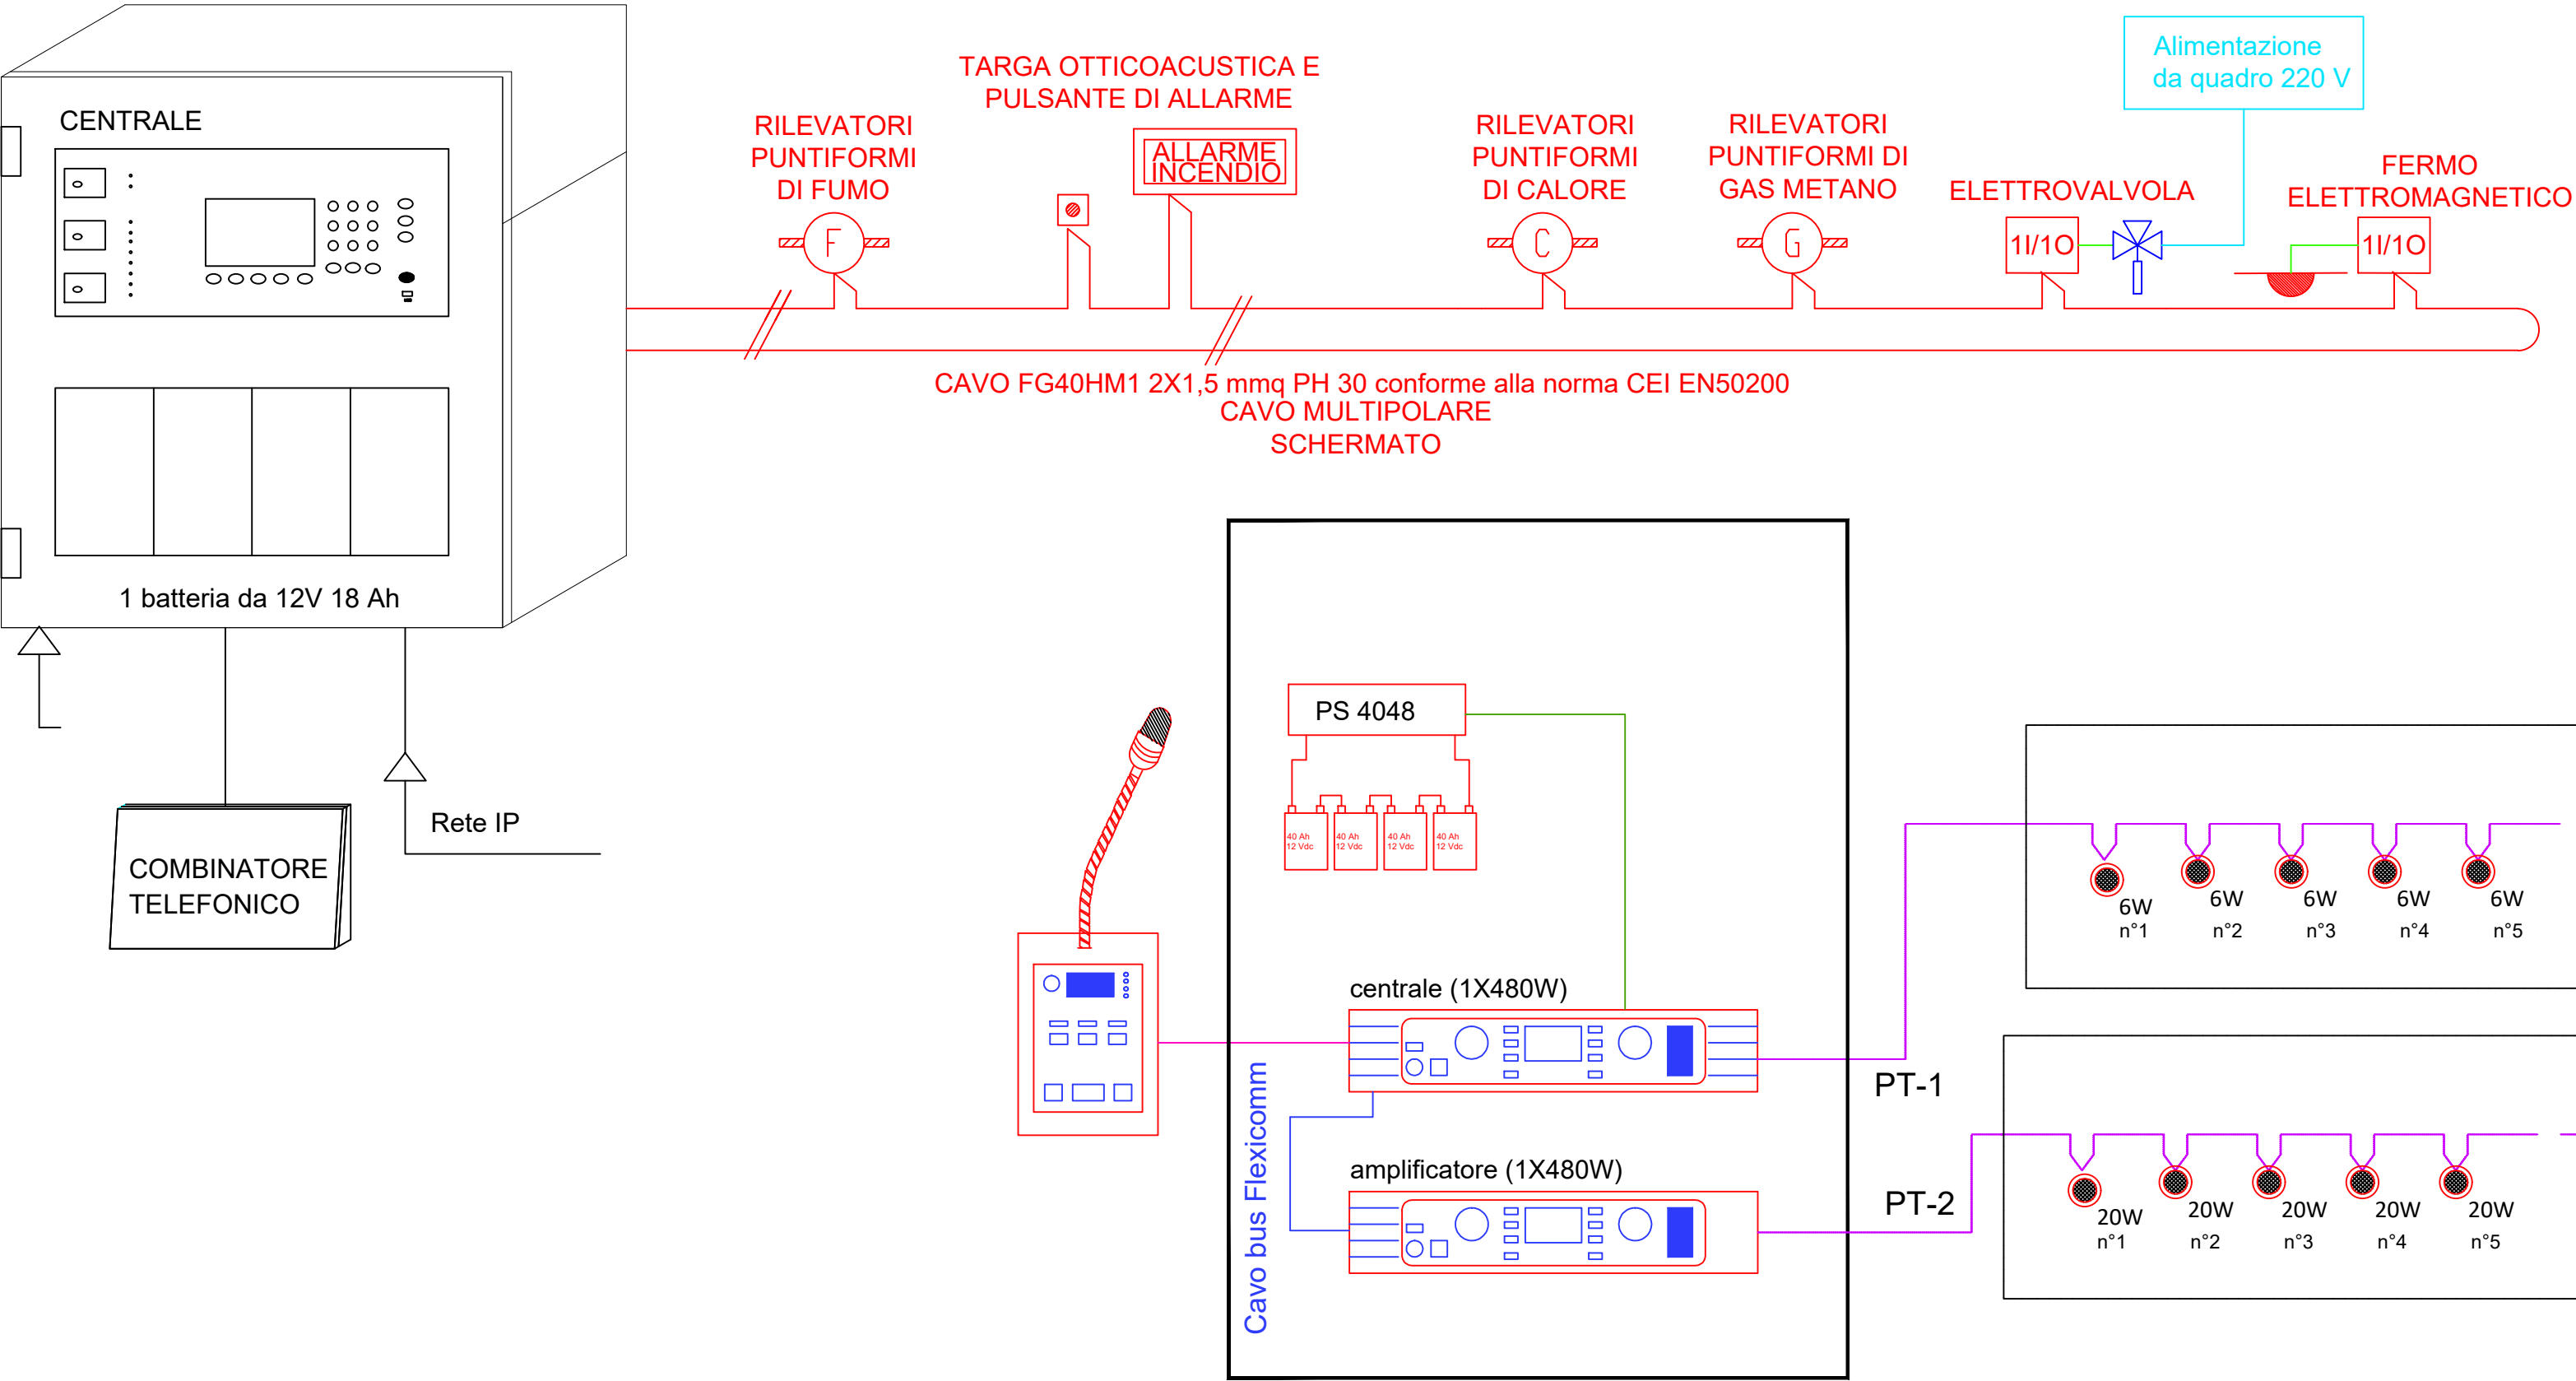 CENTRALE
1 batteria da 12V 18 Ah
COMBINATORE
TELEFONICO
Rete IP
RILEVATORI
PUNTIFORMI
DI FUMO
F
TARGA OTTICOACUSTICA E
PULSANTE DI ALLARME
ALLARME
INCENDIO
RILEVATORI
PUNTIFORMI
DI CALORE
C
RILEVATORI
PUNTIFORMI DI
GAS METANO
G
ELETTROVALVOLA
1I/1O
Alimentazione
da quadro 220 V
FERMO
ELETTROMAGNETICO
1I/1O
CAVO FG40HM1 2X1,5 mmq PH 30 conforme alla norma CEI EN50200
CAVO MULTIPOLARE
SCHERMATO
PS 4048
40 Ah
12 Vdc
40 Ah
12 Vdc
40 Ah
12 Vdc
40 Ah
12 Vdc
centrale (1X480W)
amplificatore (1X480W)
Cavo bus Flexicomm
PT-1
PT-2
6W
n°1
6W
n°2
6W
n°3
6W
n°4
6W
n°5
20W
n°1
20W
n°2
20W
n°3
20W
n°4
20W
n°5